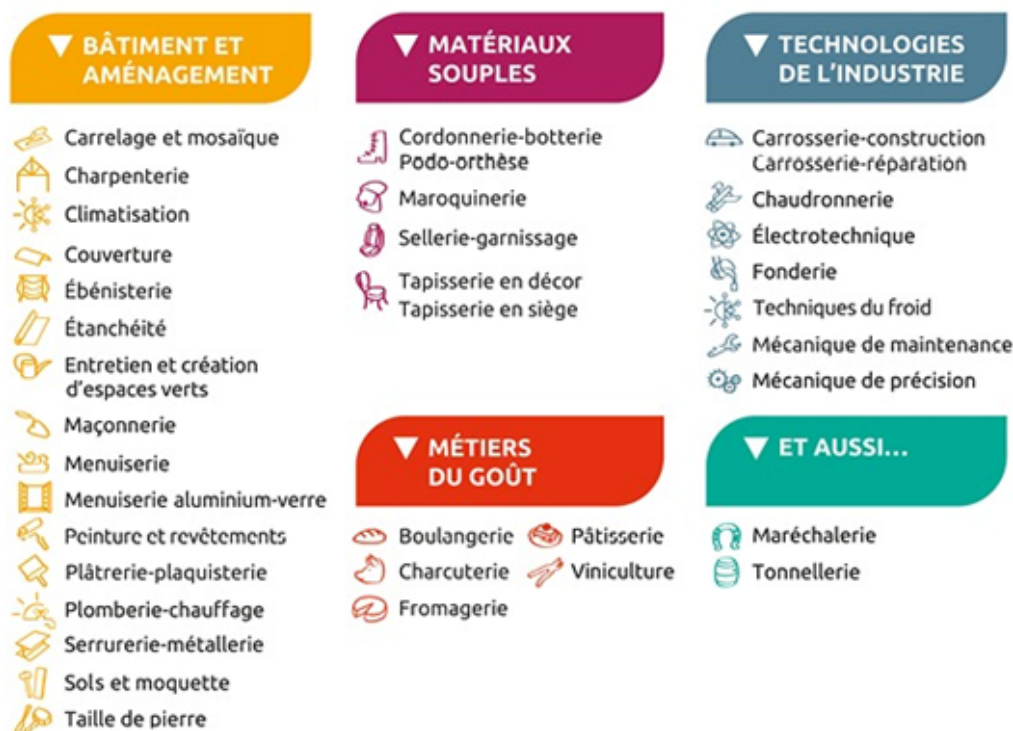 BÂTIMENT ET
AMÉNAGEMENT
Carrelage et mosaïque
Charpenterie
Climatisation
Couverture
Ébénisterie
Étanchéité
Entretien et création
d'espaces verts
Maçonnerie
Menuiserie
Menuiserie aluminium-verre
Peinture et revêtements
Plâtrerie-plaquisterie
Plomberie-chauffage
Serrurerie-métallerie
Sols et moquette
Taille de pierre
MATÉRIAUX
SOUPLES
Cordonnerie-botterie
Podo-orthèse
Maroquinerie
Sellerie-garnissage
Tapisserie en décor
Tapisserie en siège
TECHNOLOGIES
DE L'INDUSTRIE
Carrosserie-construction
Carrosserie-réparation
Chaudronnerie
Électrotechnique
Fonderie
Techniques du froid
Mécanique de maintenance
Mécanique de précision
MÉTIERS
DU GOÛT
Boulangerie
Charcuterie
Fromagerie
Pâtisserie
Viniculture
ET AUSSI...
Maréchalerie
Tonnellerie